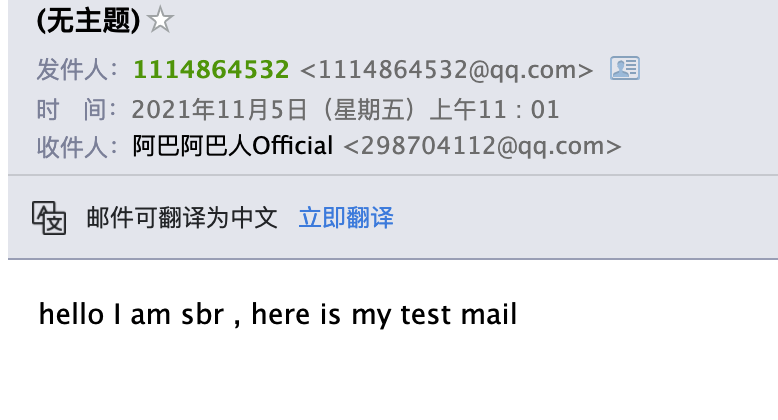 (无主题)
发件人：1114864532 <1114864532@qq.com>
时 间：2021年11月5日（星期五）上午11：01
收件人：阿巴阿巴人Official <298704112@qq.com>
邮件可翻译为中文 立即翻译
hello I am sbr , here is my test mail